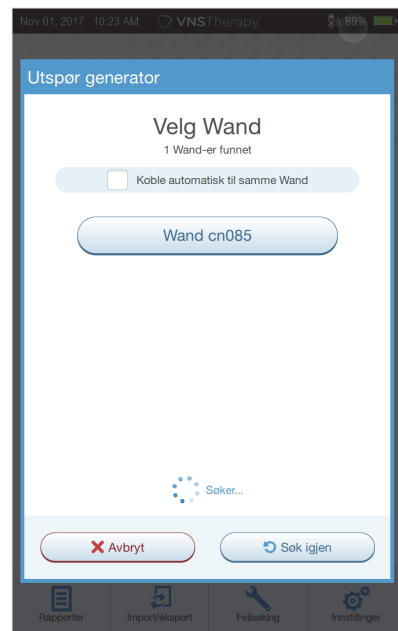 Nov 01, 2017 10:23 AM VNSTherapy 89%
Utspør generator
Velg Wand
1 Wand-er funnet
Koble automatisk til samme Wand
Wand cn085
Søker...
Avbryt Søk igjen
Rapporter Import/eksport Feilsøking Innstillinger